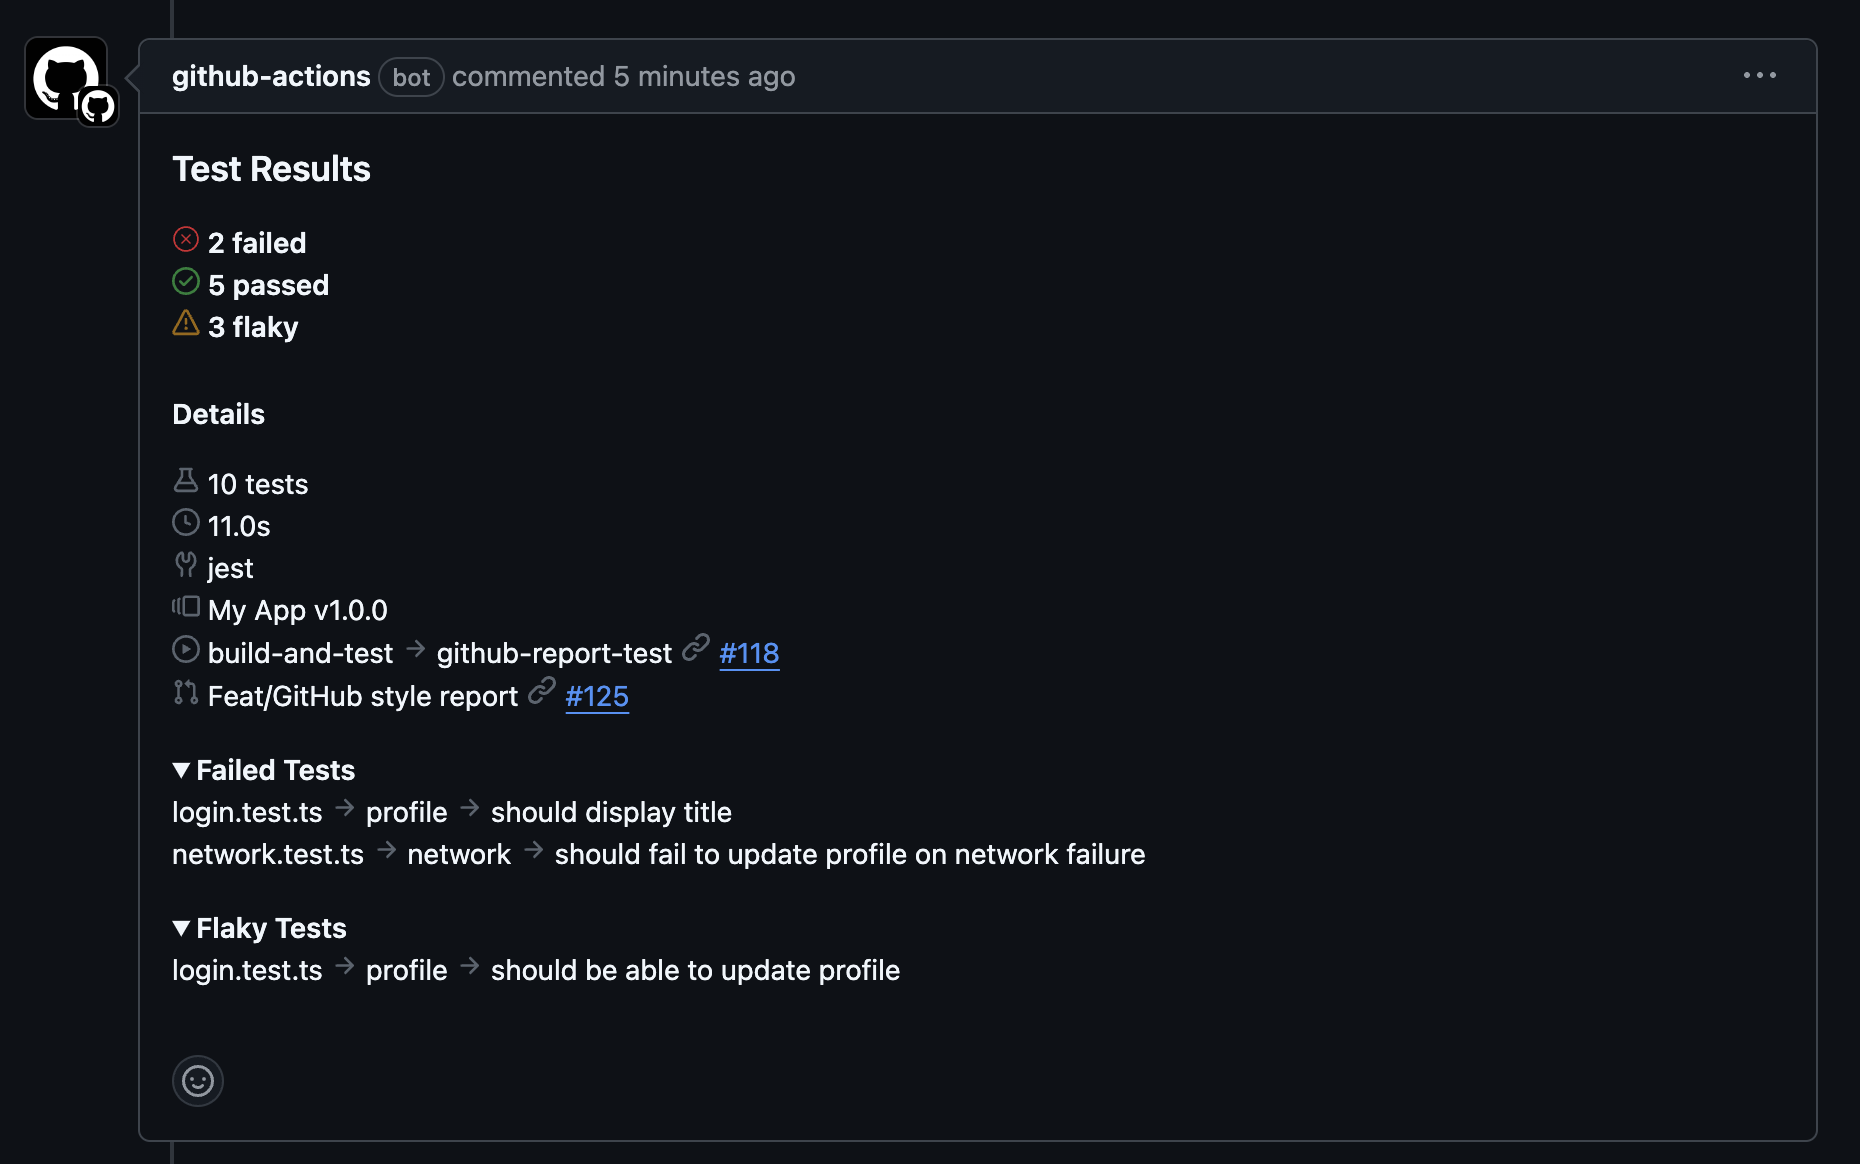 github-actions bot commented 5 minutes ago
Test Results
2 failed
5 passed
3 flaky
Details
10 tests
11.0s
jest
My App v1.0.0
build-and-test → github-report-test #118
Feat/GitHub style report #125
▼ Failed Tests
login.test.ts → profile → should display title
network.test.ts → network → should fail to update profile on network failure
▼ Flaky Tests
login.test.ts → profile → should be able to update profile